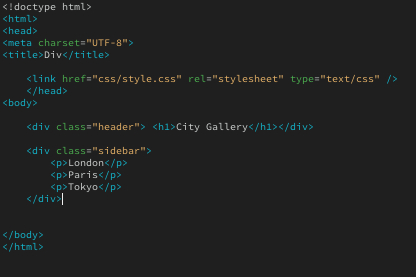 <!doctype html>
<html>
<head>
<meta charset="UTF-8">
<title>Div</title>
<link href="css/style.css" rel="stylesheet" type="text/css" />
</head>
<body>
<div class="header"> <h1>City Gallery</h1></div>
<div class="sidebar">
<p>London</p>
<p>Paris</p>
<p>Tokyo</p>
</div>
</body>
</html>